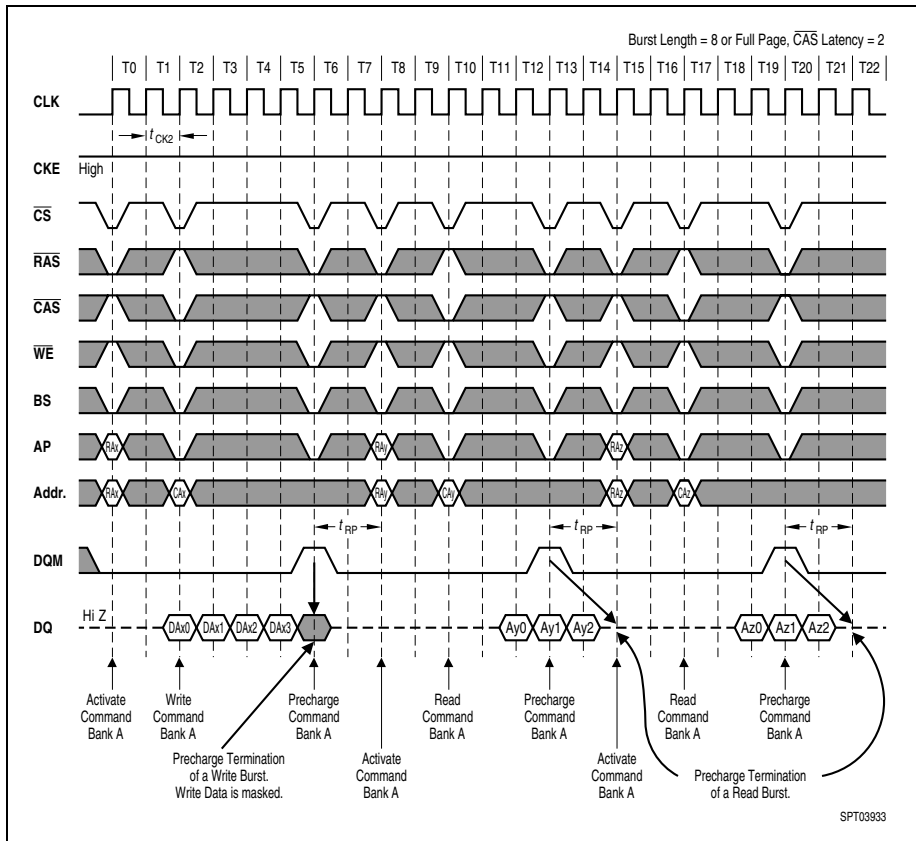 Burst Length = 8 or Full Page, CAS Latency = 2
T0 T1 T2 T3 T4 T5 T6 T7 T8 T9 T10 T11 T12 T13 T14 T15 T16 T17 T18 T19 T20 T21 T22
CLK
t CK2
CKE High
CS
RAS
CAS
WE
BS
AP RAx RAy RAz
Addr. RAx CAx RAy CAy RAz CAz
t RP t RP t RP
DQM
Hi Z
DQ DAx0 DAx1 DAx2 DAx3 Ay0 Ay1 Ay2 Az0 Az1 Az2
Activate
Command
Bank A
Write
Command
Bank A
Precharge
Command
Bank A
Read
Command
Bank A
Precharge
Command
Bank A
Read
Command
Bank A
Precharge
Command
Bank A
Precharge Termination
of a Write Burst.
Write Data is masked.
Activate
Command
Bank A
Activate
Command
Bank A
Precharge Termination
of a Read Burst.
SPT03933